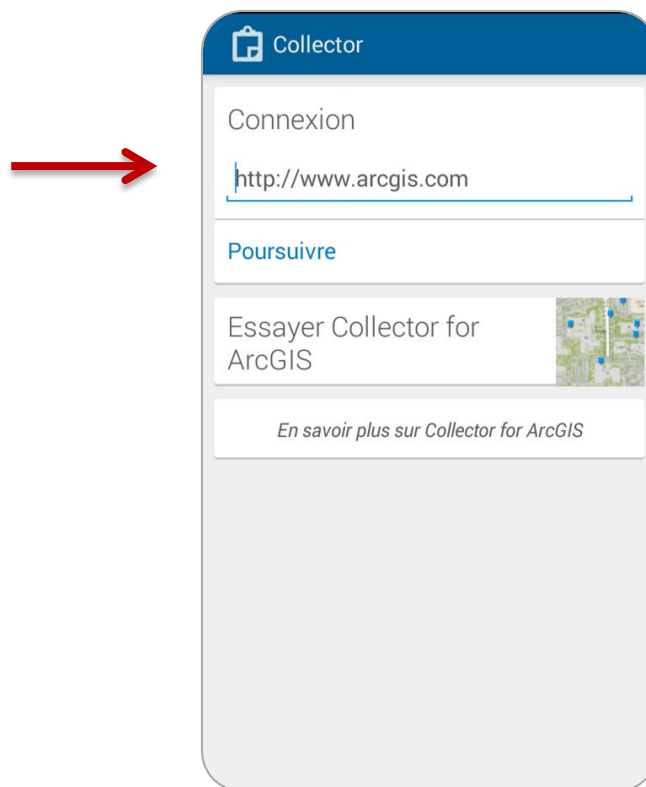 Collector
Connexion
http://www.arcgis.com
Poursuivre
Essayer Collector for
ArcGIS
En savoir plus sur Collector for ArcGIS